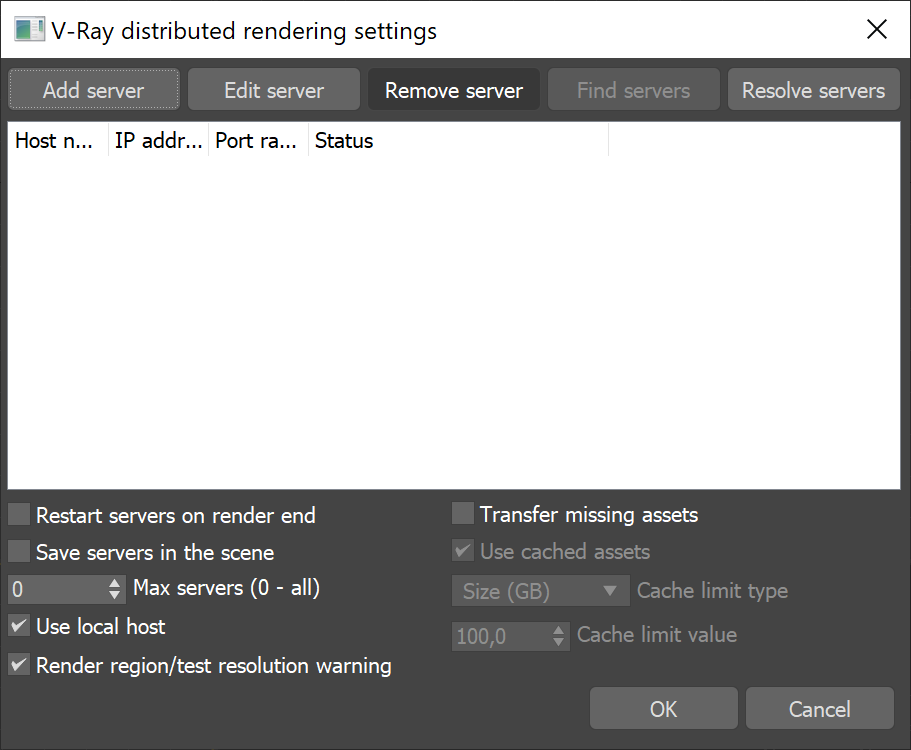 V-Ray distributed rendering settings
Add server Edit server Remove server Find servers Resolve servers
Host n... IP addr... Port ra... Status
Restart servers on render end
Save servers in the scene
0 Max servers (0 - all)
Use local host
Render region/test resolution warning
Transfer missing assets
Use cached assets
Size (GB) Cache limit type
100,0 Cache limit value
OK Cancel